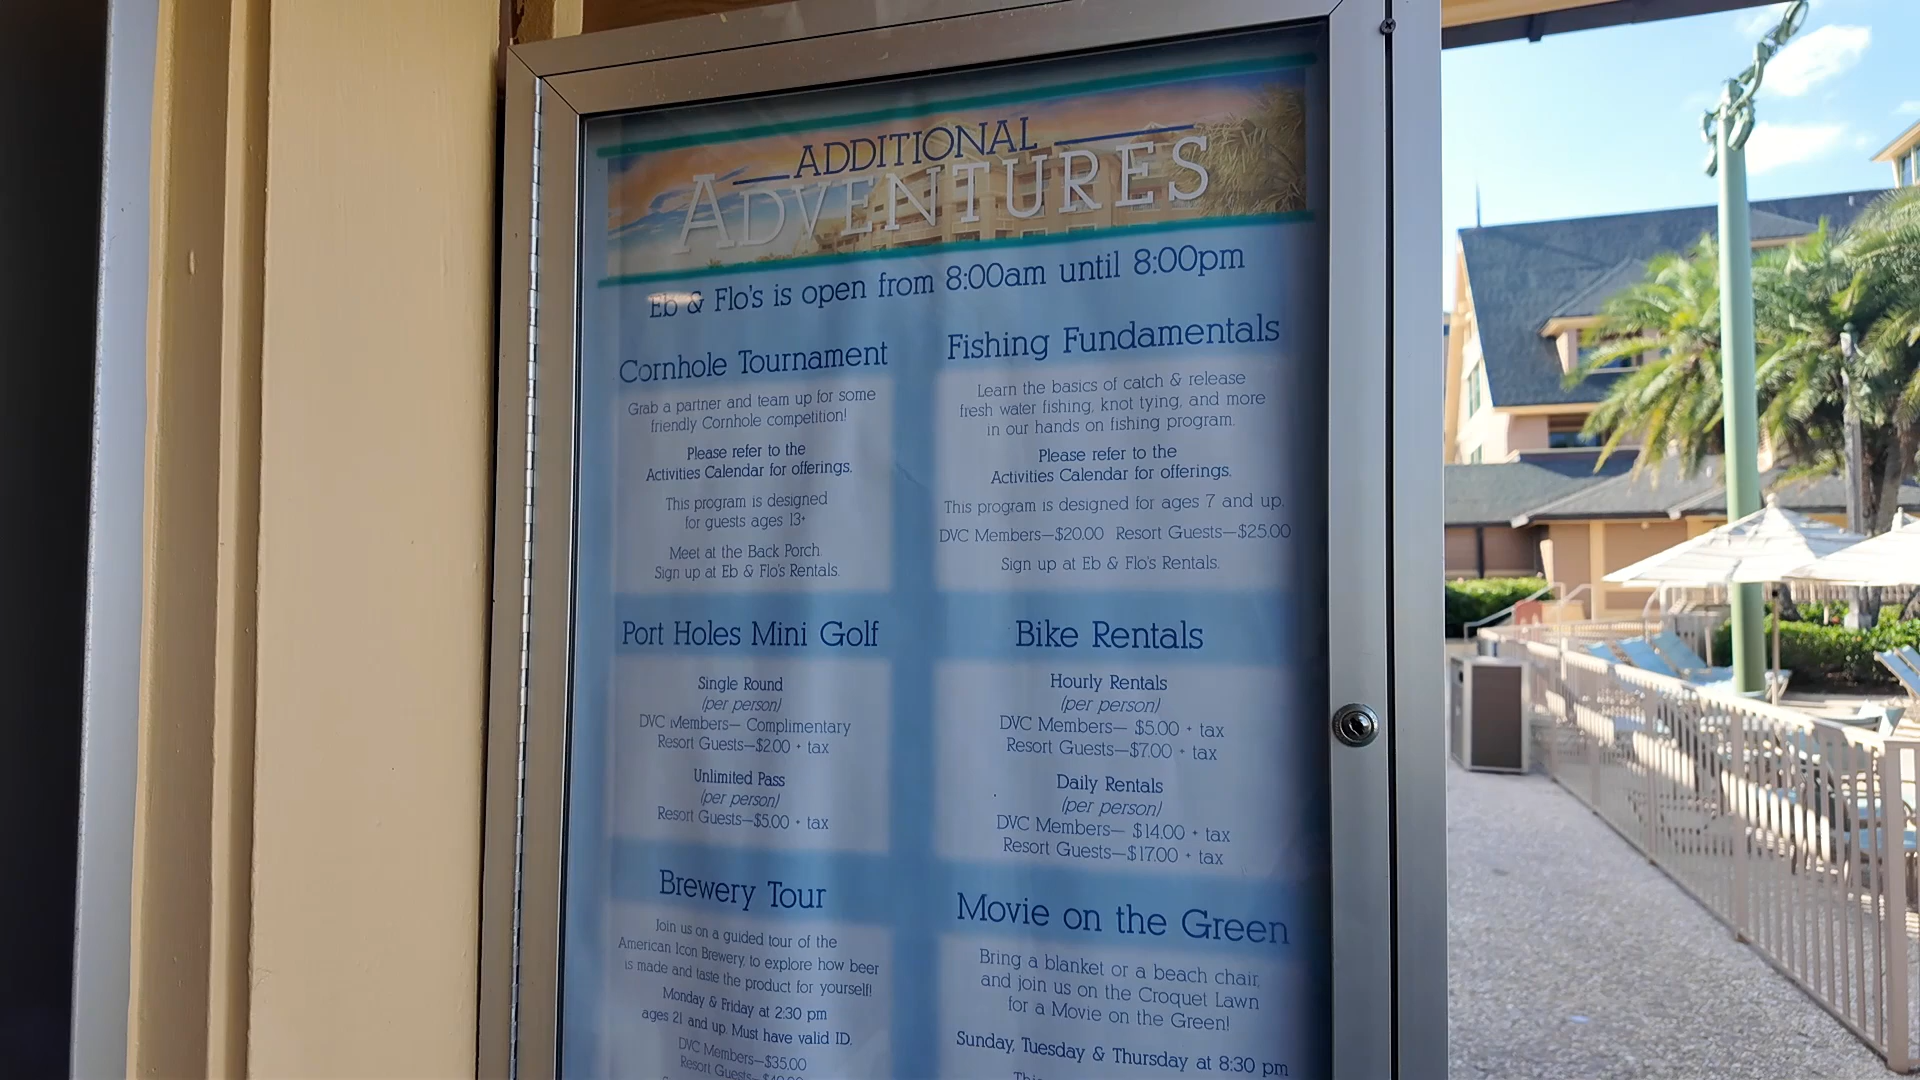 ADDITIONAL
ADVENTURES
Eb & Flo's is open from 8:00am until 8:00pm
Cornhole Tournament
Grab a partner and team up for some
friendly Cornhole competition!
Please refer to the
Activities Calendar for offerings.
This program is designed
for guests ages 13+
Meet at the Back Porch.
Sign up at Eb & Flo's Rentals.
Fishing Fundamentals
Learn the basics of catch & release
fresh water fishing, knot tying, and more
in our hands on fishing program.
Please refer to the
Activities Calendar for offerings.
This program is designed for ages 7 and up.
DVC Members—$20.00 Resort Guests—$25.00
Sign up at Eb & Flo's Rentals.
Port Holes Mini Golf
Single Round
(per person)
DVC Members— Complimentary
Resort Guests—$2.00 + tax
Unlimited Pass
(per person)
Resort Guests—$5.00 + tax
Bike Rentals
Hourly Rentals
(per person)
DVC Members— $5.00 + tax
Resort Guests—$7.00 + tax
Daily Rentals
(per person)
DVC Members— $14.00 + tax
Resort Guests—$17.00 + tax
Brewery Tour
Join us on a guided tour of the
American Icon Brewery, to explore how beer
is made and taste the product for yourself!
Monday & Friday at 2:30 pm
ages 21 and up. Must have valid ID.
DVC Members—$35.00
Resort Guests—
Movie on the Green
Bring a blanket or a beach chair,
and join us on the Croquet Lawn
for a Movie on the Green!
Sunday, Tuesday & Thursday at 8:30 pm